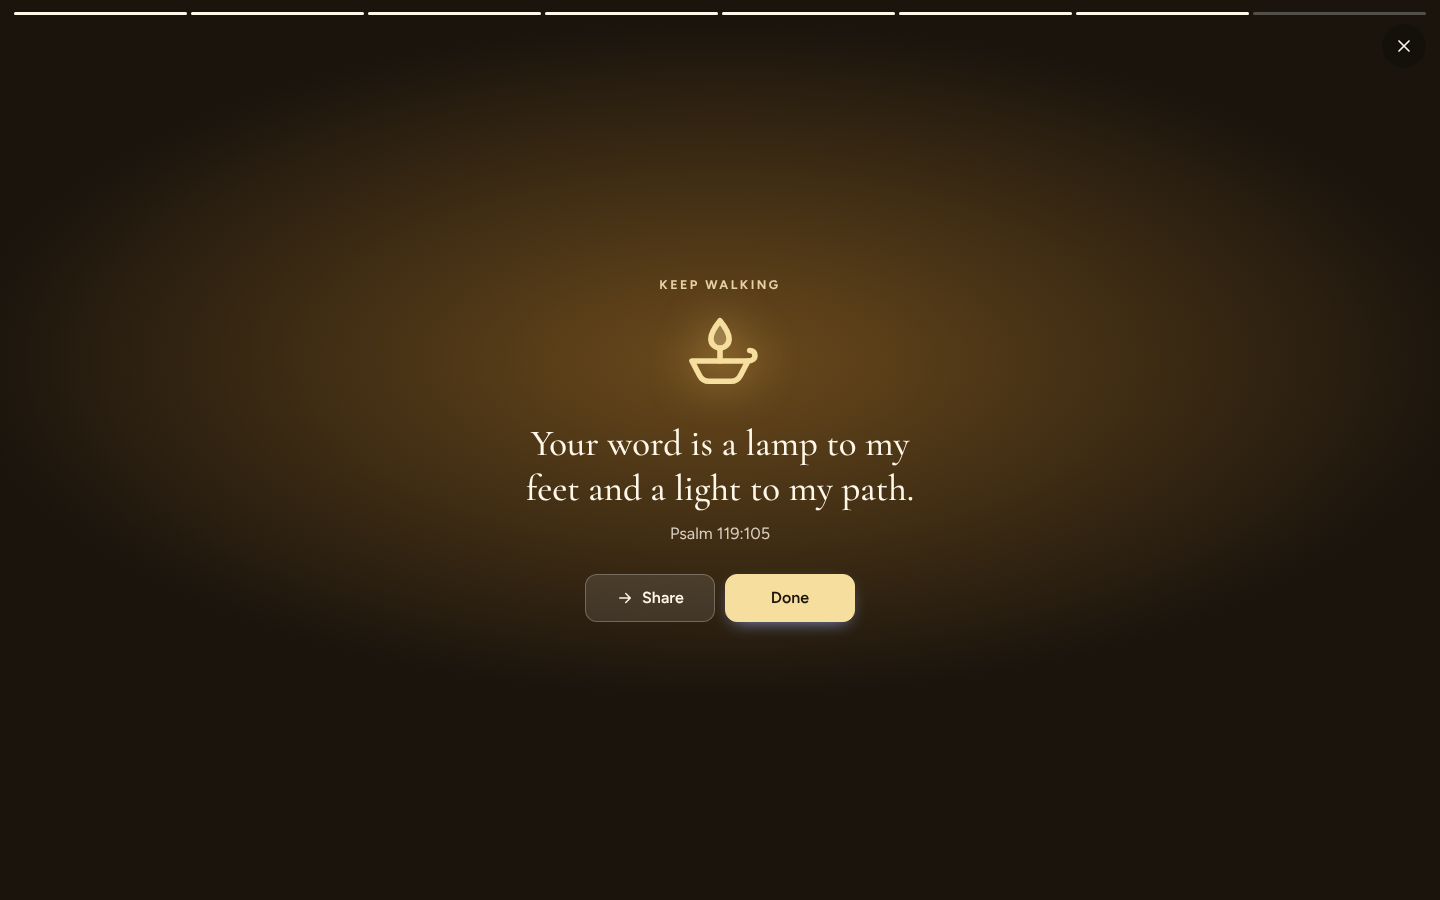 KEEP WALKING
Your word is a lamp to my
feet and a light to my path.
Psalm 119:105
Share
Done